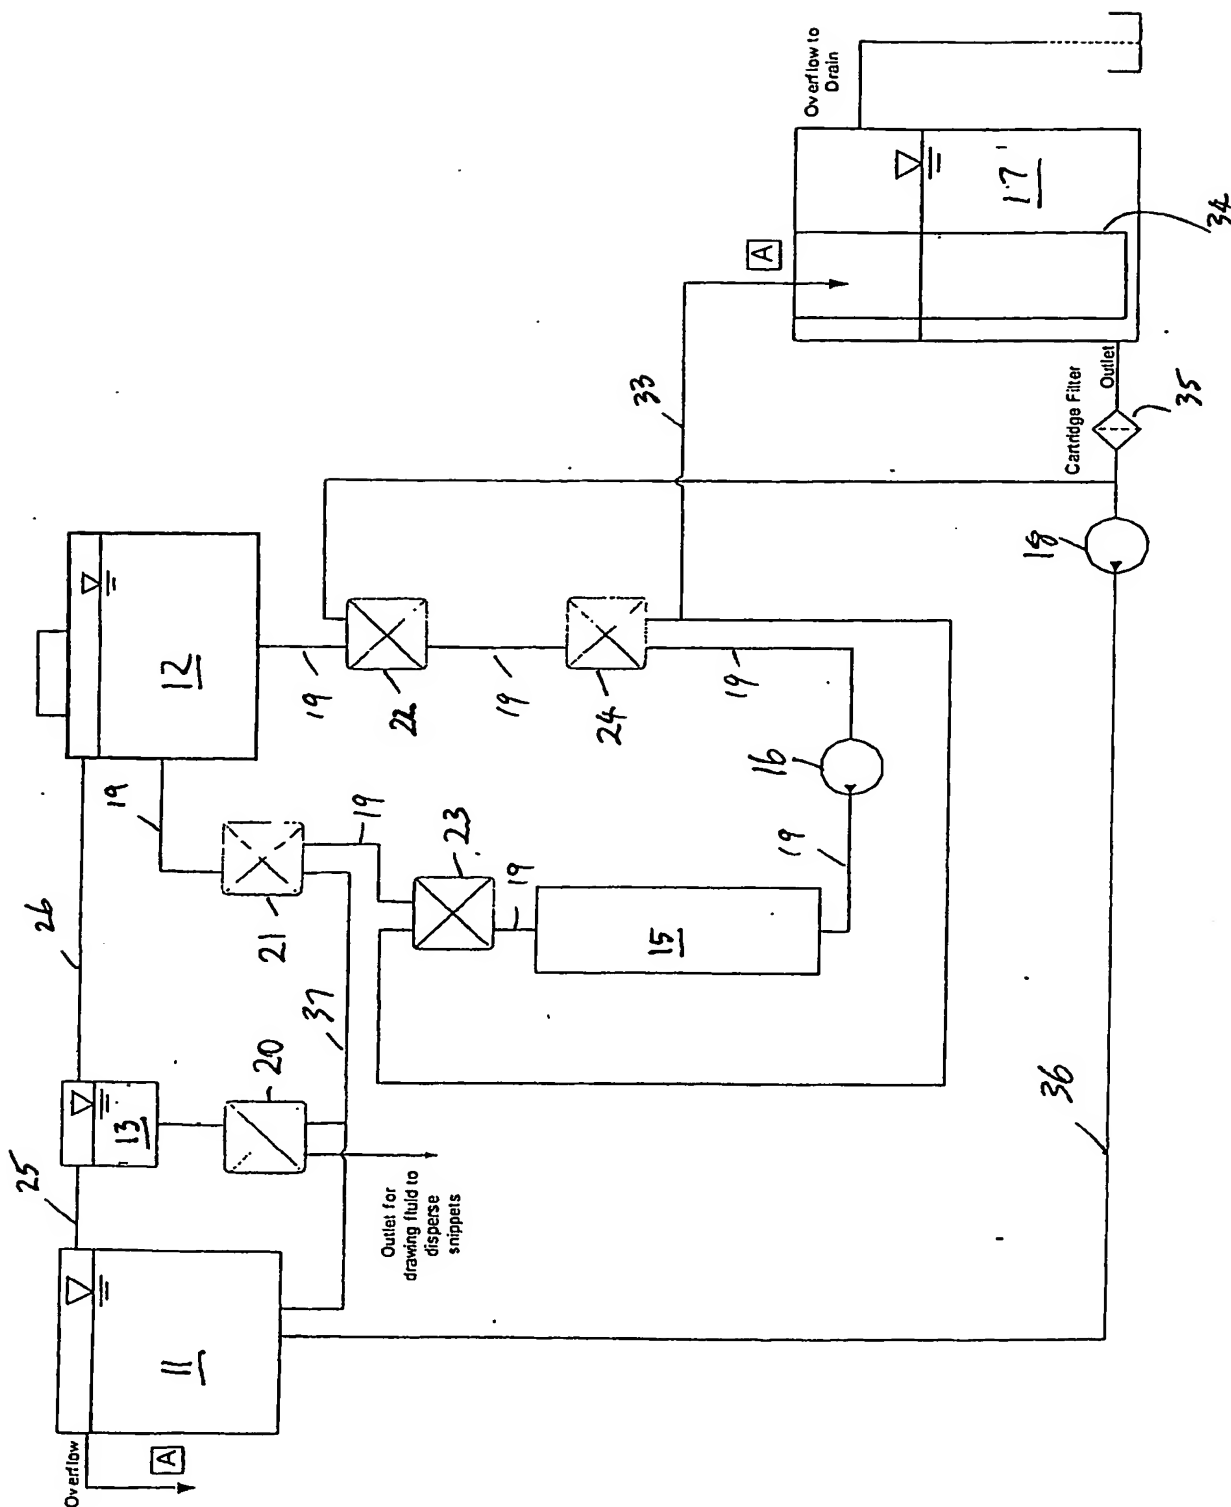 Overflow
A
11
25
13
26
20
Outlet for
drawing fluid to
disperse
snippets
37
19
21
19
23
19
15
12
19
22
19
24
19
16
19
33
A
Overflow to
Drain
17
34
Outlet
Cartridge Filter
35
18
36